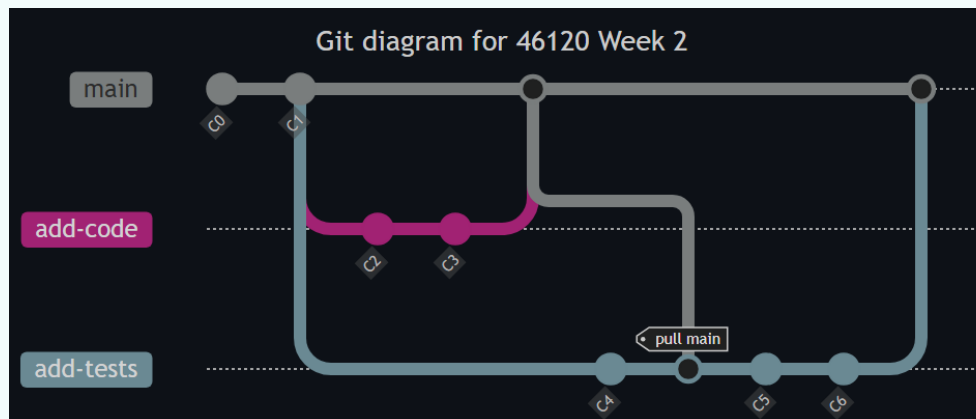 Git diagram for 46120 Week 2
main
C0
C1
add-code
C2
C3
pull main
add-tests
C4
C5
C6